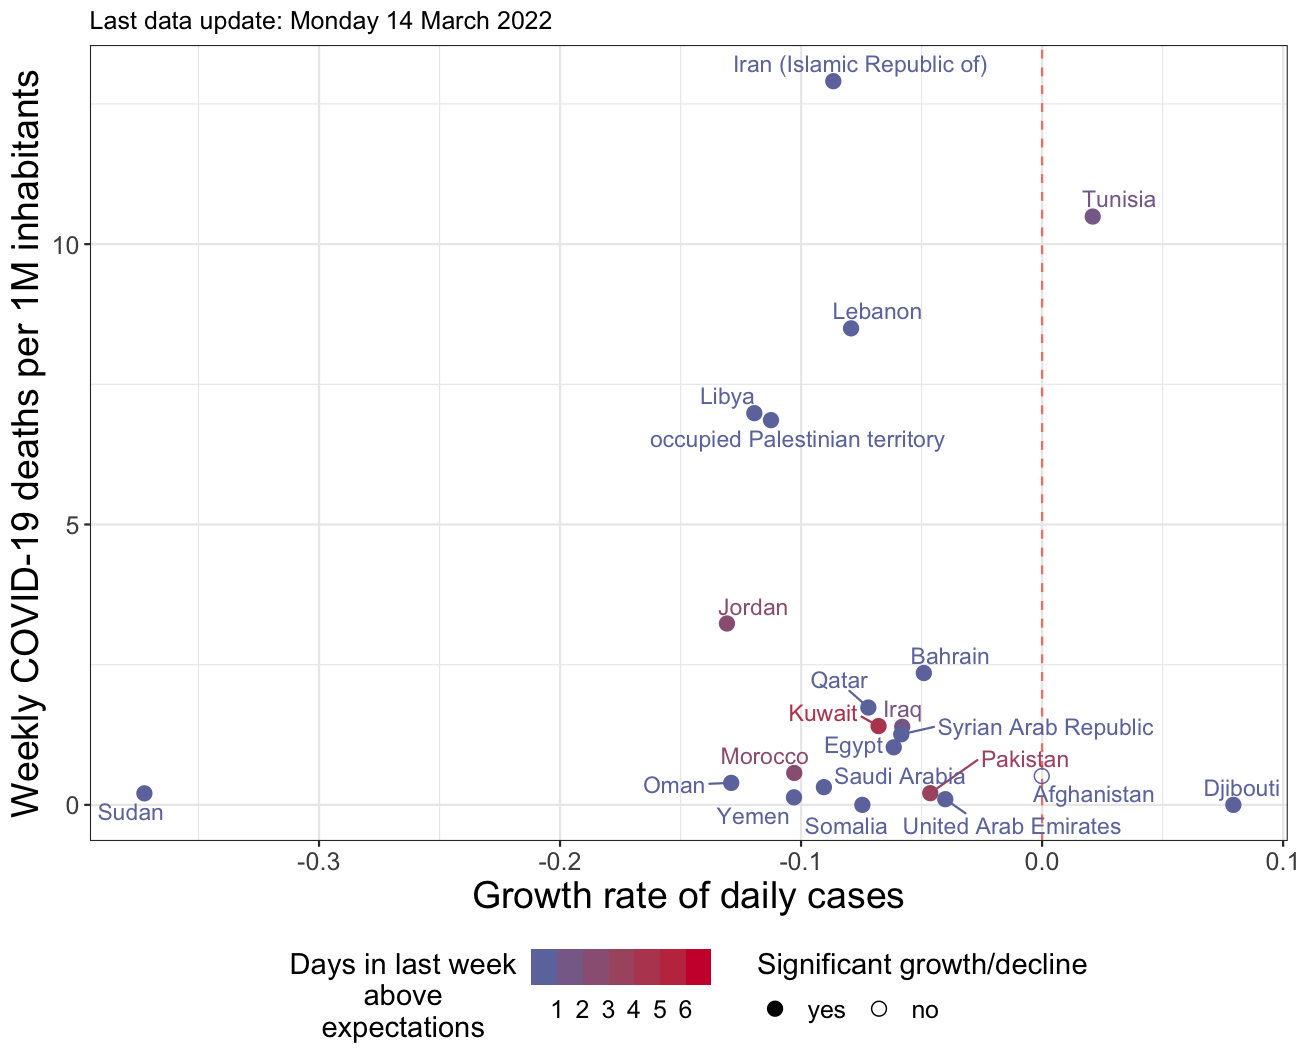 Last data update: Monday 14 March 2022
Weekly COVID-19 deaths per 1M inhabitants
10
5
0
Iran (Islamic Republic of)
Tunisia
Lebanon
Libya
occupied Palestinian territory
Jordan
Bahrain
Qatar
Kuwait
Iraq
Syrian Arab Republic
Egypt
Morocco
Pakistan
Saudi Arabia
Oman
Afghanistan
Djibouti
Sudan
Yemen
Somalia
United Arab Emirates
-0.3 -0.2 -0.1 0.0 0.1
Growth rate of daily cases
Days in last week
above
expectations
1 2 3 4 5 6
Significant growth/decline
yes no